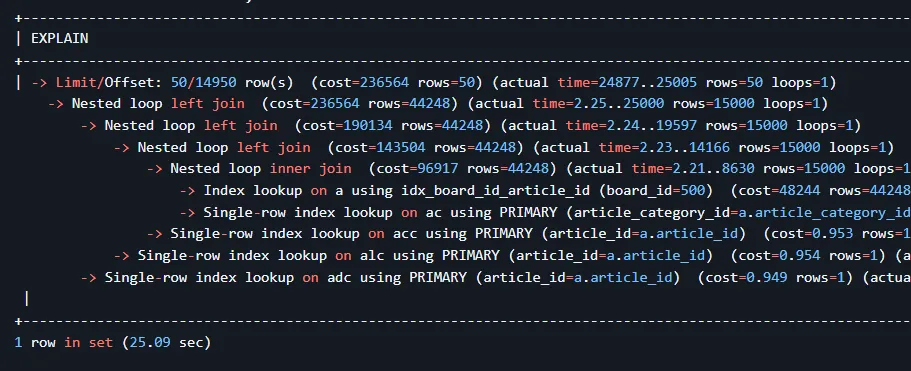 +------------------------------------------------------------
| EXPLAIN
+------------------------------------------------------------
| -> Limit/Offset: 50/14950 row(s)  (cost=236564 rows=50) (actual time=24877..25005 rows=50 loops=1)
    -> Nested loop left join  (cost=236564 rows=44248) (actual time=2.25..25000 rows=15000 loops=1)
        -> Nested loop left join  (cost=190134 rows=44248) (actual time=2.24..19597 rows=15000 loops=1)
            -> Nested loop left join  (cost=143504 rows=44248) (actual time=2.23..14166 rows=15000 loops=1)
                -> Nested loop inner join  (cost=96917 rows=44248) (actual time=2.21..8630 rows=15000 loops=1
                    -> Index lookup on a using idx_board_id_article_id (board_id=500)  (cost=48244 rows=44248
                    -> Single-row index lookup on ac using PRIMARY (article_category_id=a.article_category_id
                -> Single-row index lookup on acc using PRIMARY (article_id=a.article_id)  (cost=0.953 rows=1
            -> Single-row index lookup on alc using PRIMARY (article_id=a.article_id)  (cost=0.954 rows=1) (a
        -> Single-row index lookup on adc using PRIMARY (article_id=a.article_id)  (cost=0.949 rows=1) (actua
 |
+------------------------------------------------------------
1 row in set (25.09 sec)